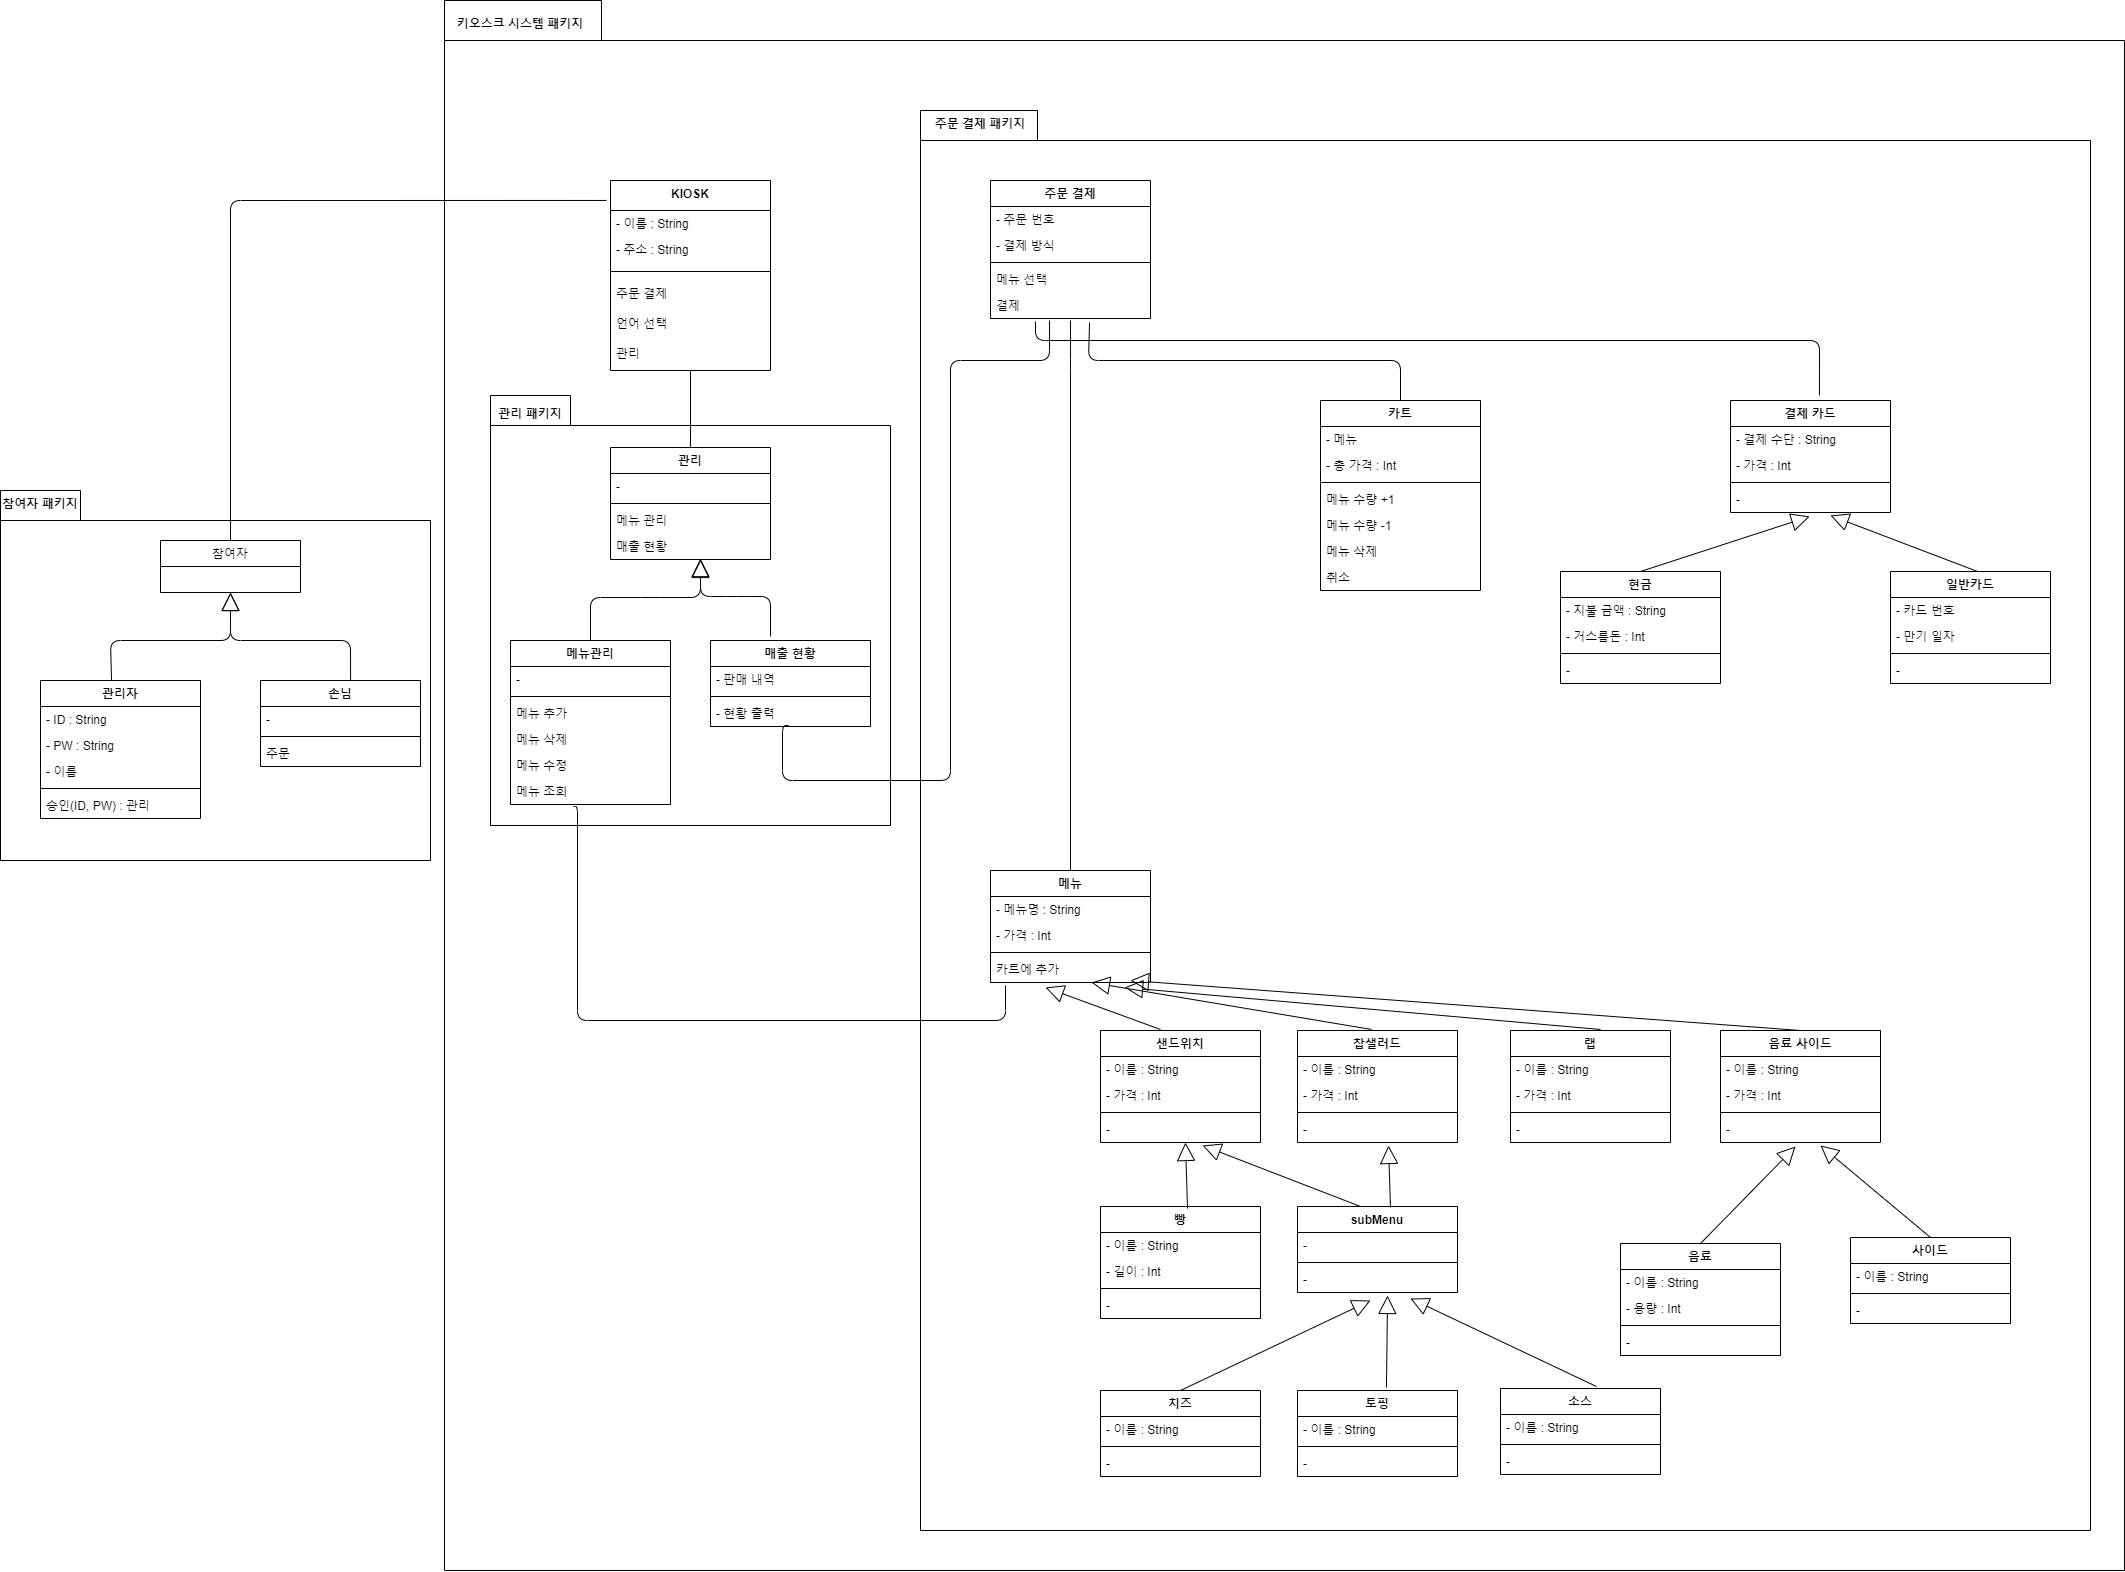 키오스크 시스템 패키지
주문 결제 패키지
KIOSK
- 이름 : String
- 주소 : String
주문 결제
언어 선택
관리
주문 결제
- 주문 번호
- 결제 방식
메뉴 선택
결제
관리 패키지
관리
-
메뉴 관리
매출 현황
카트
- 메뉴
- 총 가격 : Int
메뉴 수량 +1
메뉴 수량 -1
메뉴 삭제
취소
결제 카드
- 결제 수단 : String
- 가격 : Int
-
참여자 패키지
참여자
현금
- 지불 금액 : String
- 거스름돈 : Int
-
일반카드
- 카드 번호
- 만기 일자
-
메뉴관리
-
메뉴 추가
메뉴 삭제
메뉴 수정
메뉴 조회
매출 현황
- 판매 내역
- 현황 출력
관리자
- ID : String
- PW : String
- 이름
승인(ID, PW) : 관리
손님
-
주문
메뉴
- 메뉴명 : String
- 가격 : Int
카트에 추가
샌드위치
- 이름 : String
- 가격 : Int
-
찹샐러드
- 이름 : String
- 가격 : Int
-
랩
- 이름 : String
- 가격 : Int
-
음료 사이드
- 이름 : String
- 가격 : Int
-
빵
- 이름 : String
- 길이 : Int
-
subMenu
-
-
음료
- 이름 : String
- 용량 : Int
-
사이드
- 이름 : String
-
치즈
- 이름 : String
-
토핑
- 이름 : String
-
소스
- 이름 : String
-